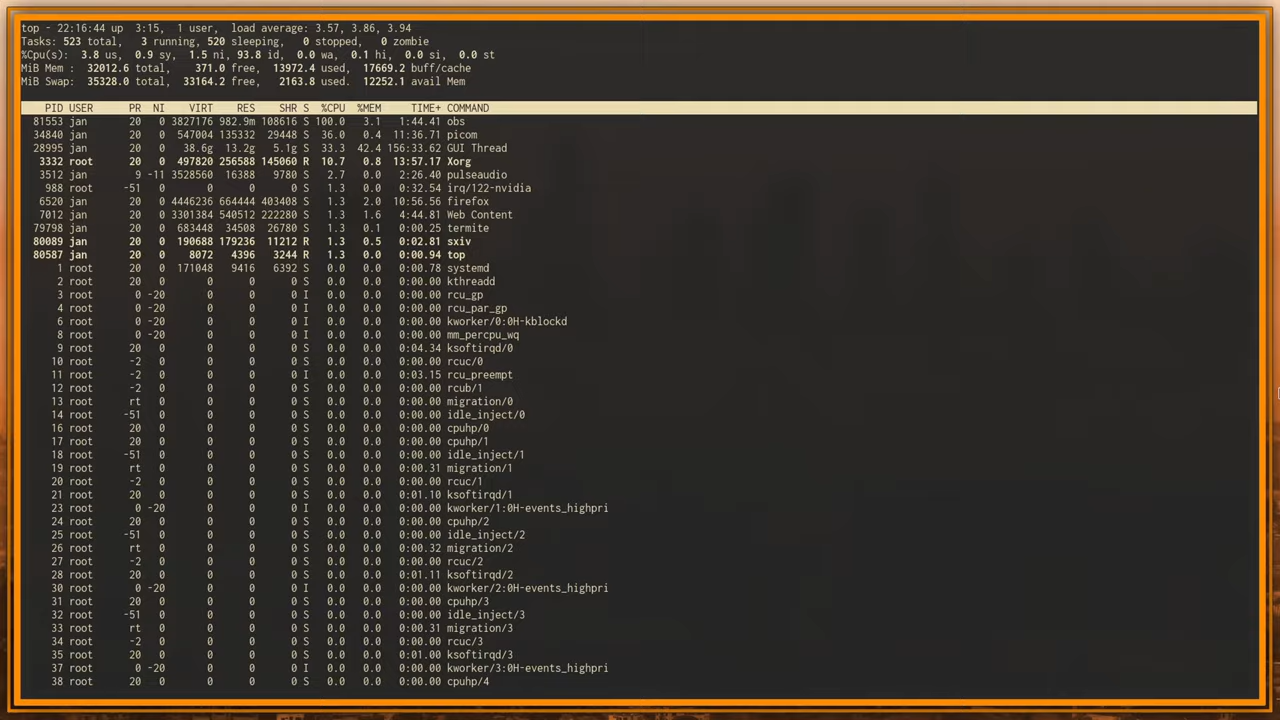 top - 22:16:44 up  3:15,  1 user,  load average: 3.57, 3.86, 3.94
Tasks: 523 total,   3 running, 520 sleeping,   0 stopped,   0 zombie
%Cpu(s):  3.8 us,  0.9 sy,  1.5 ni, 93.8 id,  0.0 wa,  0.1 hi,  0.0 si,  0.0 st
MiB Mem :  32012.6 total,    371.0 free,  13972.4 used,  17669.2 buff/cache
MiB Swap:  35328.0 total,  33164.2 free,   2163.8 used.  12252.1 avail Mem
PID USER PR NI VIRT RES SHR S %CPU %MEM TIME+ COMMAND
81553 jan 20 0 3827176 982.9m 108616 S 100.0 3.1 1:44.41 obs
34840 jan 20 0 547004 135332 29448 S 36.0 0.4 11:36.71 picom
28995 jan 20 0 38.6g 13.2g 5.1g S 33.3 42.4 156:33.62 GUI Thread
3332 root 20 0 497820 256588 145060 R 10.7 0.8 13:57.17 Xorg
3512 jan 9 -11 3528560 16388 9780 S 2.7 0.0 2:26.40 pulseaudio
988 root -51 0 0 0 0 S 1.3 0.0 0:32.54 irq/122-nvidia
6520 jan 20 0 4446236 664444 403408 S 1.3 2.0 10:56.56 firefox
7012 jan 20 0 3301384 540512 222280 S 1.3 1.6 4:44.81 Web Content
79798 jan 20 0 683448 34508 26780 S 1.3 0.1 0:00.25 termite
80089 jan 20 0 190688 179236 11212 R 1.3 0.5 0:02.81 sxiv
80587 jan 20 0 8072 4396 3244 R 1.3 0.0 0:00.94 top
1 root 20 0 171048 9416 6392 S 0.0 0.0 0:00.78 systemd
2 root 20 0 0 0 0 S 0.0 0.0 0:00.00 kthreadd
3 root 0 -20 0 0 0 I 0.0 0.0 0:00.00 rcu_gp
4 root 0 -20 0 0 0 I 0.0 0.0 0:00.00 rcu_par_gp
6 root 0 -20 0 0 0 I 0.0 0.0 0:00.00 kworker/0:0H-kblockd
8 root 0 -20 0 0 0 I 0.0 0.0 0:00.00 mm_percpu_wq
9 root 20 0 0 0 0 S 0.0 0.0 0:04.34 ksoftirqd/0
10 root -2 0 0 0 0 S 0.0 0.0 0:00.00 rcuc/0
11 root -2 0 0 0 0 I 0.0 0.0 0:03.15 rcu_preempt
12 root -2 0 0 0 0 S 0.0 0.0 0:00.00 rcub/1
13 root rt 0 0 0 0 S 0.0 0.0 0:00.00 migration/0
14 root -51 0 0 0 0 S 0.0 0.0 0:00.00 idle_inject/0
16 root 20 0 0 0 0 S 0.0 0.0 0:00.00 cpuhp/0
17 root 20 0 0 0 0 S 0.0 0.0 0:00.00 cpuhp/1
18 root -51 0 0 0 0 S 0.0 0.0 0:00.00 idle_inject/1
19 root rt 0 0 0 0 S 0.0 0.0 0:00.31 migration/1
20 root -2 0 0 0 0 S 0.0 0.0 0:00.00 rcuc/1
21 root 20 0 0 0 0 S 0.0 0.0 0:01.10 ksoftirqd/1
23 root 0 -20 0 0 0 I 0.0 0.0 0:00.00 kworker/1:0H-events_highpri
24 root 20 0 0 0 0 S 0.0 0.0 0:00.00 cpuhp/2
25 root -51 0 0 0 0 S 0.0 0.0 0:00.00 idle_inject/2
26 root rt 0 0 0 0 S 0.0 0.0 0:00.32 migration/2
27 root -2 0 0 0 0 S 0.0 0.0 0:00.00 rcuc/2
28 root 20 0 0 0 0 S 0.0 0.0 0:01.11 ksoftirqd/2
30 root 0 -20 0 0 0 I 0.0 0.0 0:00.00 kworker/2:0H-events_highpri
31 root 20 0 0 0 0 S 0.0 0.0 0:00.00 cpuhp/3
32 root -51 0 0 0 0 S 0.0 0.0 0:00.00 idle_inject/3
33 root rt 0 0 0 0 S 0.0 0.0 0:00.31 migration/3
34 root -2 0 0 0 0 S 0.0 0.0 0:00.00 rcuc/3
35 root 20 0 0 0 0 S 0.0 0.0 0:01.00 ksoftirqd/3
37 root 0 -20 0 0 0 I 0.0 0.0 0:00.00 kworker/3:0H-events_highpri
38 root 20 0 0 0 0 S 0.0 0.0 0:00.00 cpuhp/4